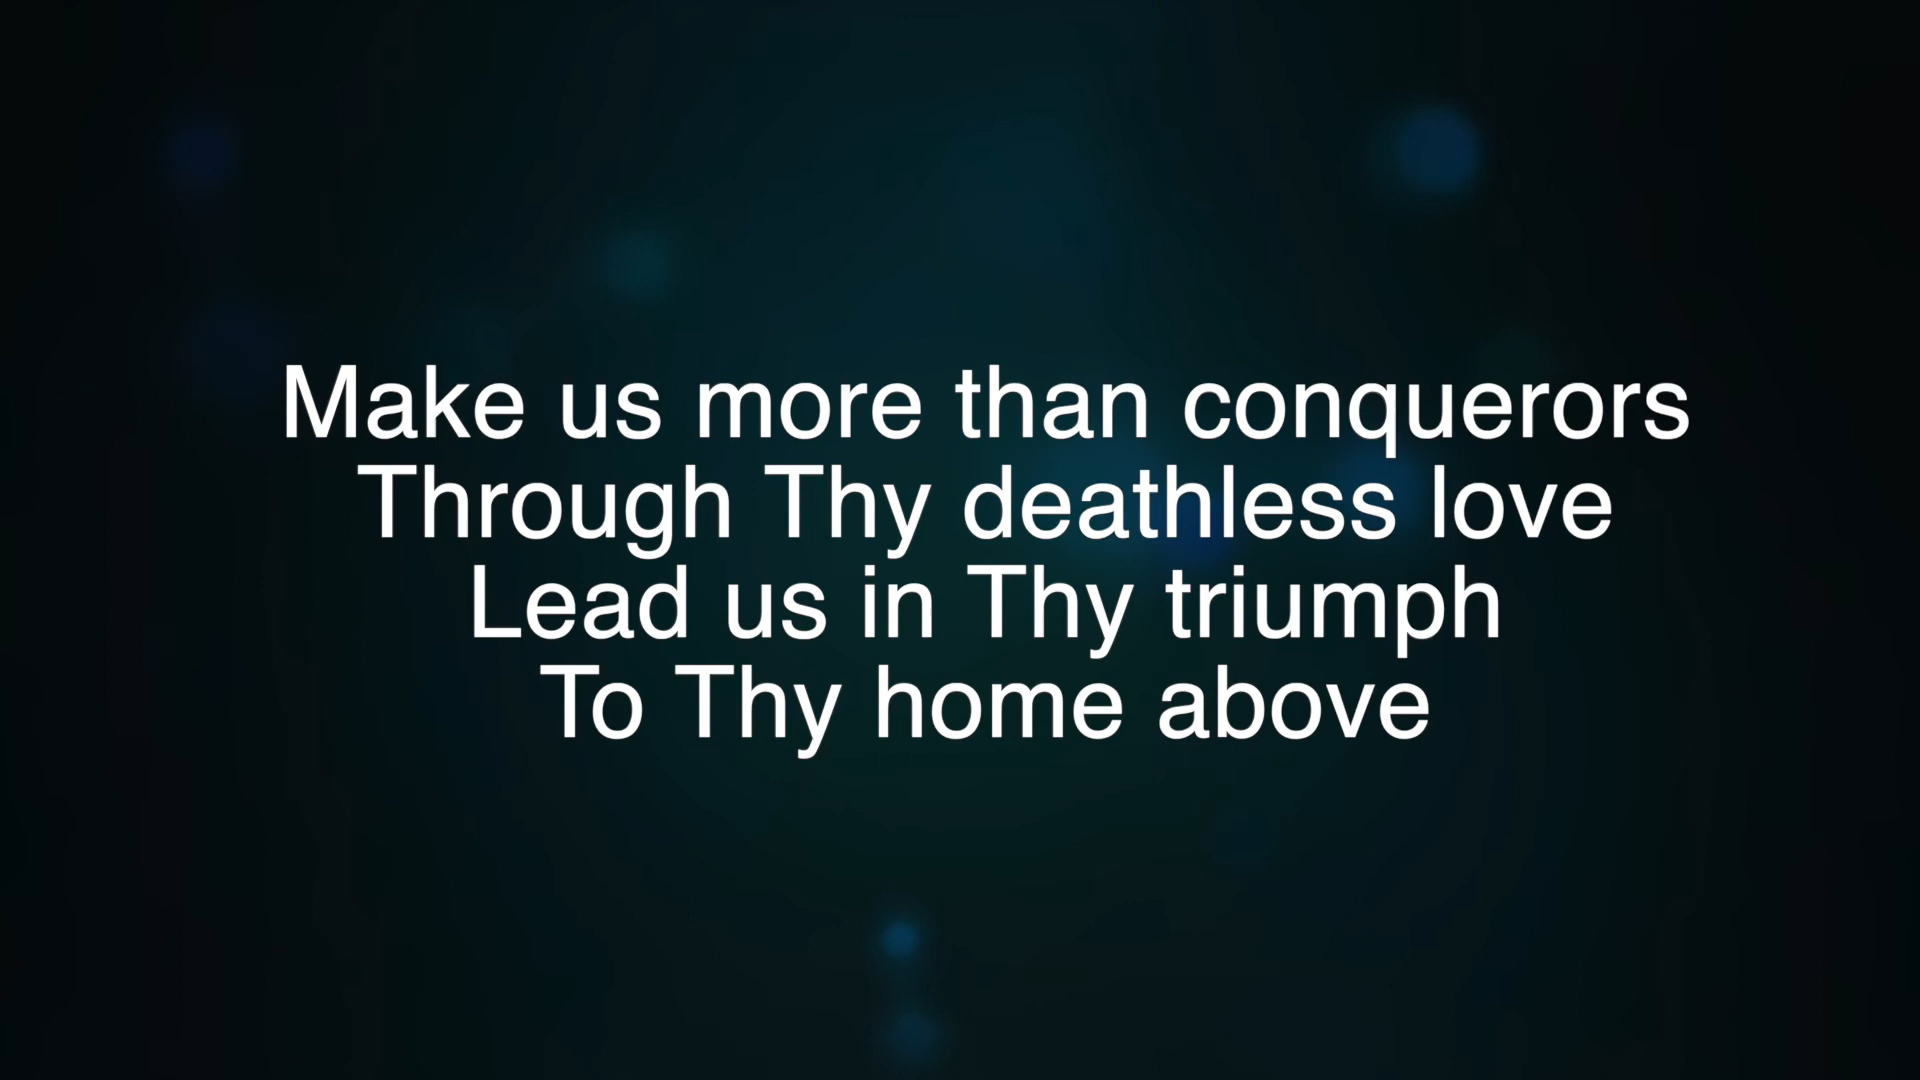 Make us more than conquerors
Through Thy deathless love
Lead us in Thy triumph
To Thy home above